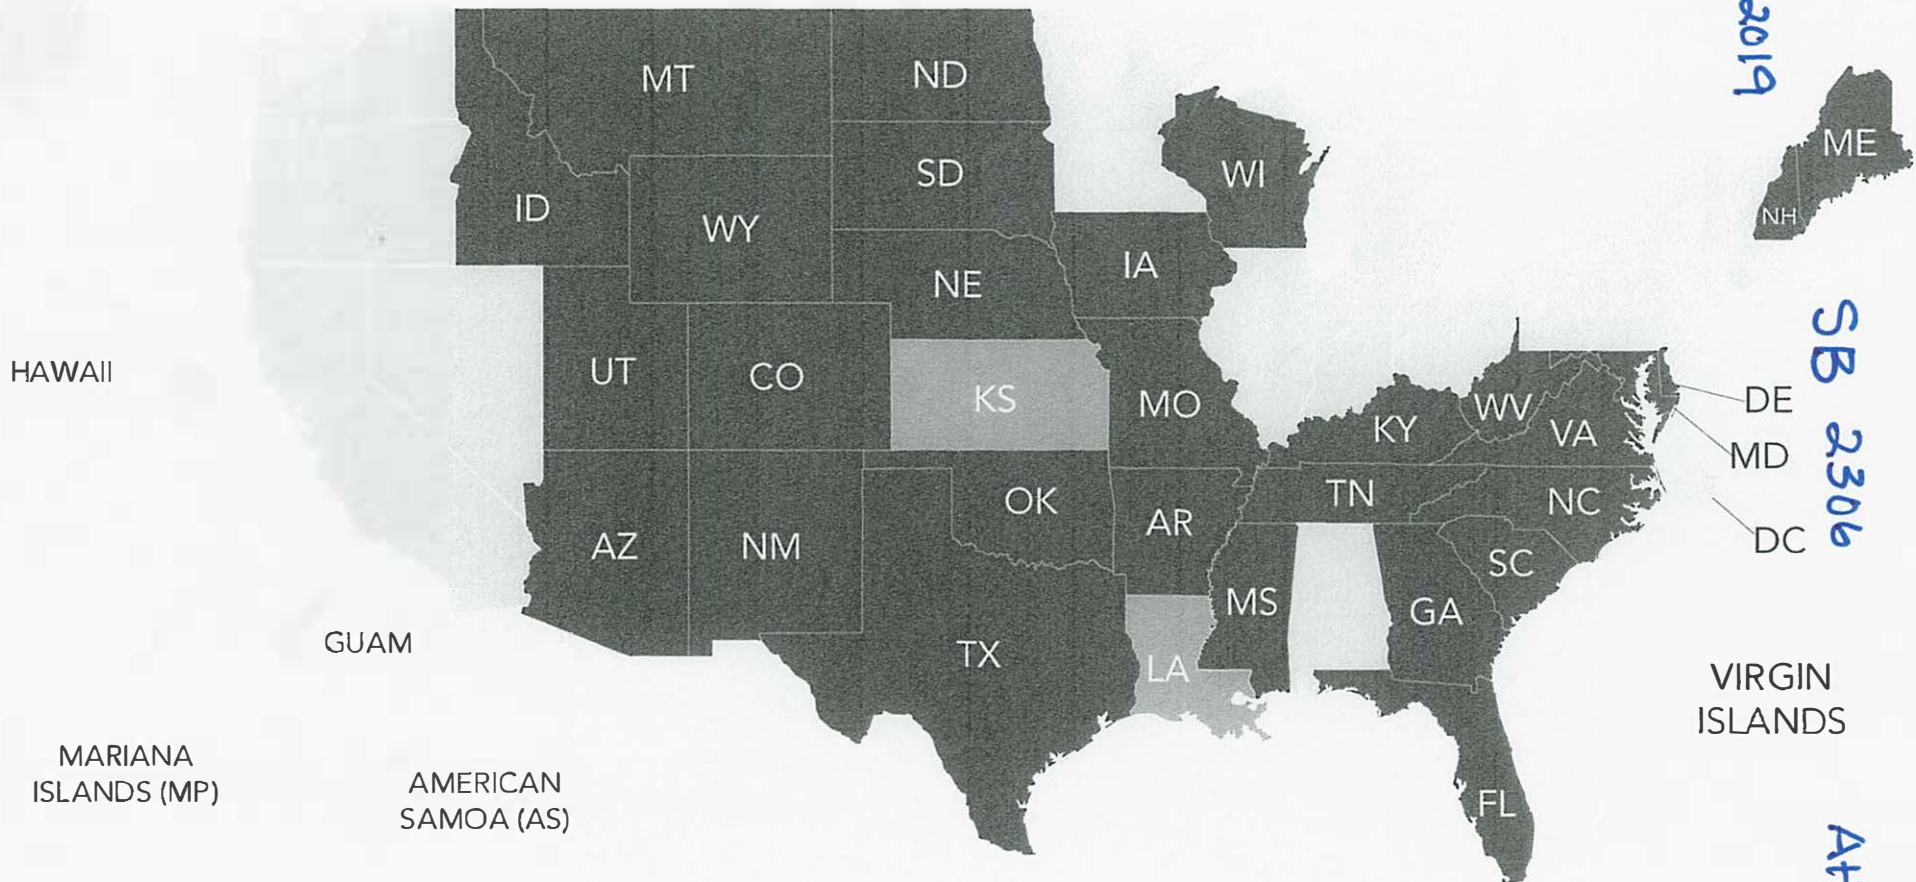 MT
ND
ID
WY
SD
WI
ME
NH
NE
IA
HAWAII
UT
CO
KS
MO
KY
WV
VA
DE
MD
DC
AZ
NM
OK
AR
TN
NC
SC
MS
GA
TX
LA
FL
GUAM
VIRGIN
ISLANDS
MARIANA
ISLANDS (MP)
AMERICAN
SAMOA (AS)
2019
SB 2306